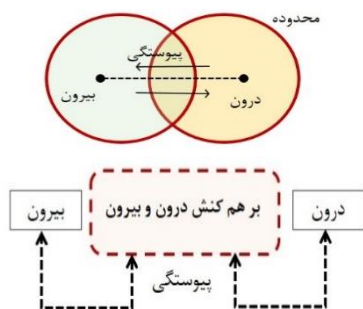 محدوده
پیوستگی
درون
بیرون
درون
بر هم کنش درون و بیرون
بیرون
پیوستگی